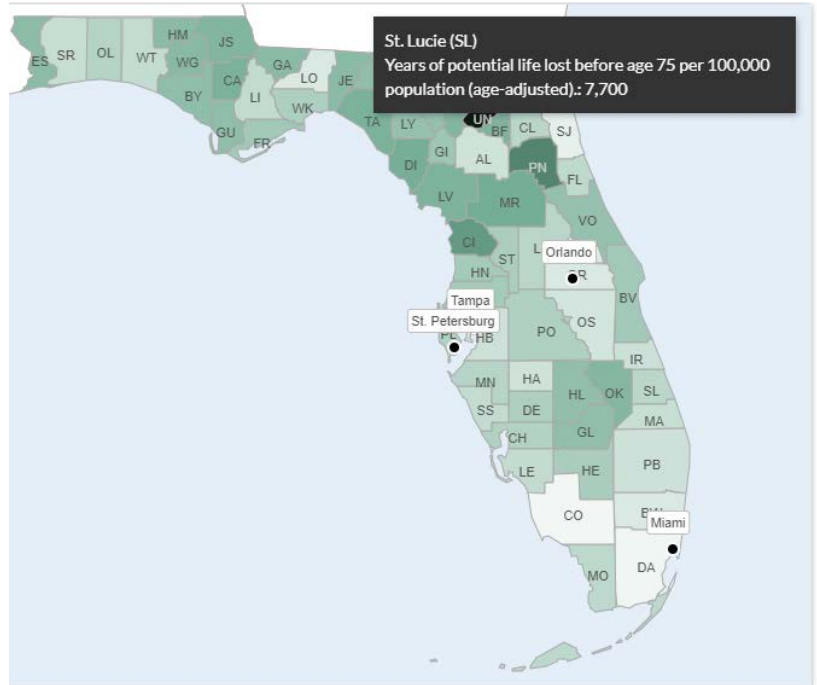 St. Lucie (SL)
Years of potential life lost before age 75 per 100,000
population (age-adjusted).: 7,700
ES SR OL WT HM JS
WG CA GA LO JE
BY LI WK
GU FR
TA LY UN BF CL SJ
DI GI AL PN FL
LV MR VO
CI ST L Orlando
HN
Tampa OS BV
St. Petersburg
HB PO
IR
MN HA HL OK SL
SS DE MA
CH GL
LE HE PB
CO
Miami
MO DA